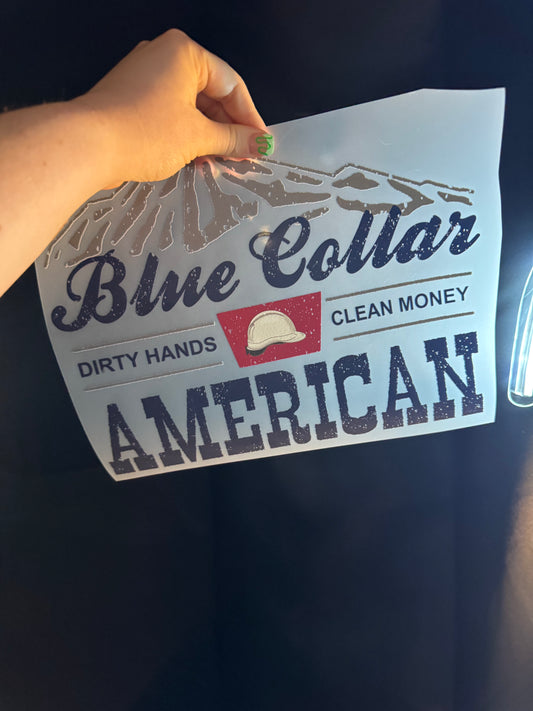 Blue Collar
DIRTY HANDS
CLEAN MONEY
AMERICAN